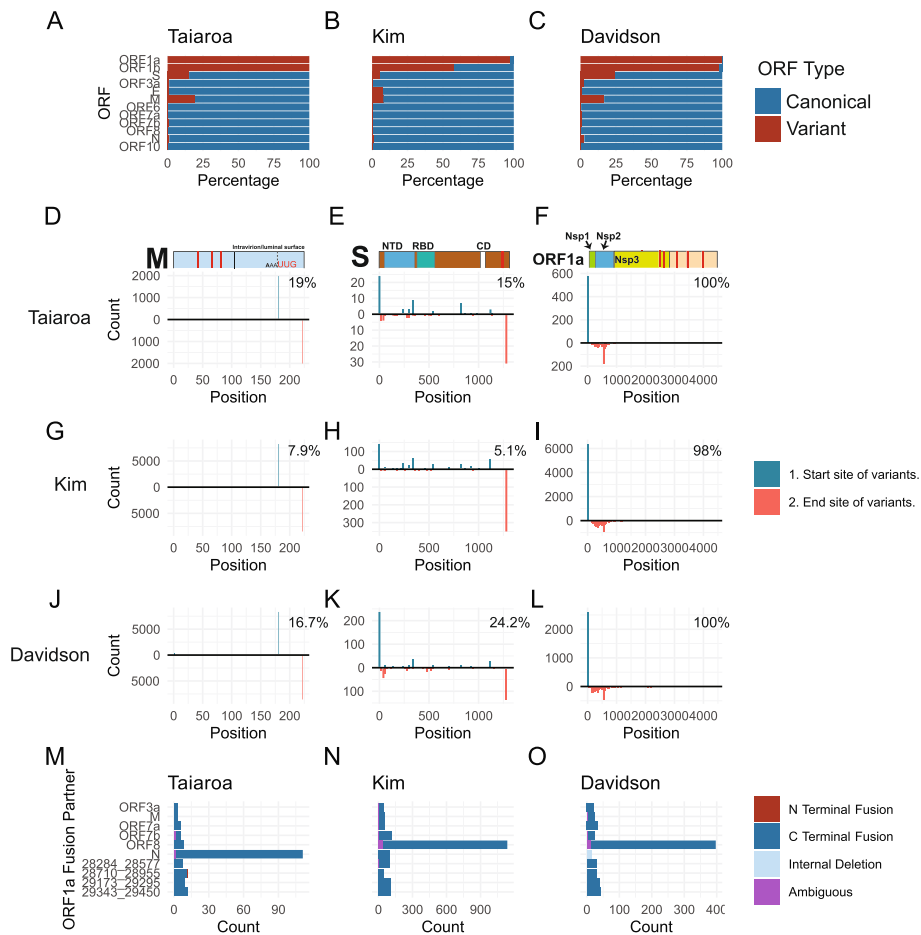 A
B
C
Taiaroa
Kim
Davidson
ORF
ORF1a
ORF1b
S
ORF3a
E
M
ORF6
ORF7a
ORF7b
ORF8
N
ORF10
0 25 50 75 100
0 25 50 75 100
0 25 50 75 100
Percentage
Percentage
Percentage
ORF Type
Canonical
Variant
D
E
F
M
Intravirion/luminal surface
AAAUUG
S
NTD RBD CD
Nsp1 Nsp2
ORF1a
Nsp3
Taiaroa
Count
2000
1000
0
1000
2000
19%
0 50 100 150 200
Position
20
10
0
10
20
30
15%
0 500 1000
Position
600
400
200
0
200
100%
0 1000 2000 3000 4000
Position
G
H
I
Kim
Count
5000
0
5000
7.9%
0 50 100 150 200
Position
100
0
100
200
300
5.1%
0 500 1000
Position
6000
4000
2000
0
98%
0 1000 2000 3000 4000
Position
1. Start site of variants.
2. End site of variants.
J
K
L
Davidson
Count
5000
0
5000
16.7%
0 50 100 150 200
Position
200
100
0
100
24.2%
0 500 1000
Position
2000
1000
0
100%
0 1000 2000 3000 4000
Position
M
N
O
Taiaroa
Kim
Davidson
ORF1a Fusion Partner
ORF3a
M
ORF7a
ORF7b
ORF8
N
28284_28577
28710_28955
29173_29295
29343_29450
0 30 60 90
0 300 600 900
0 100 200 300 400
Count
Count
Count
N Terminal Fusion
C Terminal Fusion
Internal Deletion
Ambiguous